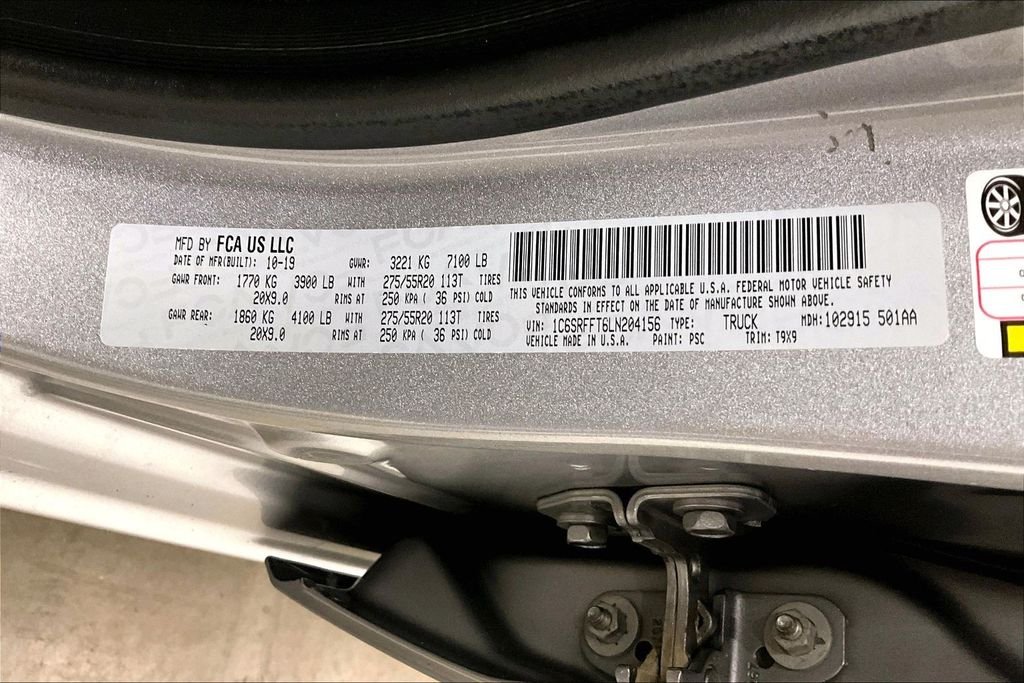 MFD BY FCA US LLC
DATE OF MFR(BUILT): 10-19 GVWR: 3221 KG 7100 LB
GAWR FRONT: 1770 KG 3900 LB WITH 275/55R20 113T TIRES
20X9.0 RIMS AT 250 KPA ( 36 PSI) COLD
GAWR REAR: 1860 KG 4100 LB WITH 275/55R20 113T TIRES
20X9.0 RIMS AT 250 KPA ( 36 PSI) COLD
THIS VEHICLE CONFORMS TO ALL APPLICABLE U.S.A. FEDERAL MOTOR VEHICLE SAFETY
STANDARDS IN EFFECT ON THE DATE OF MANUFACTURE SHOWN ABOVE.
VIN: 1C6SRFFT6LN204156 TYPE: TRUCK MDH:102915 501AA
VEHICLE MADE IN U.S.A. PAINT: PSC TRIM: T9X9